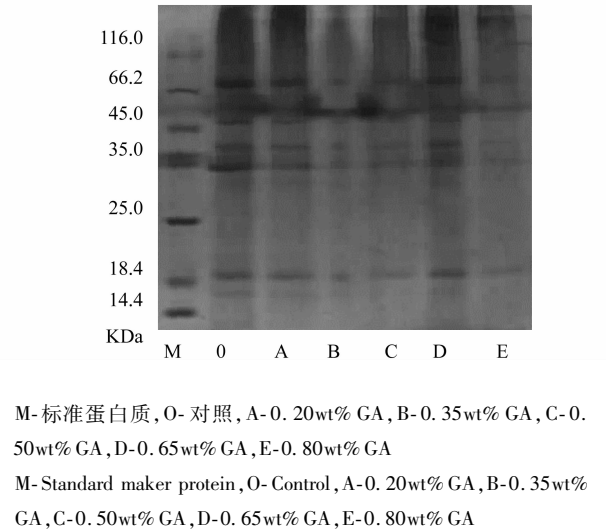 116.0
66.2
45.0
35.0
25.0
18.4
14.4
KDa
M 0 A B C D E
M-标准蛋白质,O-对照,A-0.20wt% GA,B-0.35wt% GA,C-0.
50wt% GA,D-0.65wt% GA,E-0.80wt% GA
M-Standard maker protein,O-Control,A-0.20wt% GA,B-0.35wt%
GA,C-0.50wt% GA,D-0.65wt% GA,E-0.80wt% GA